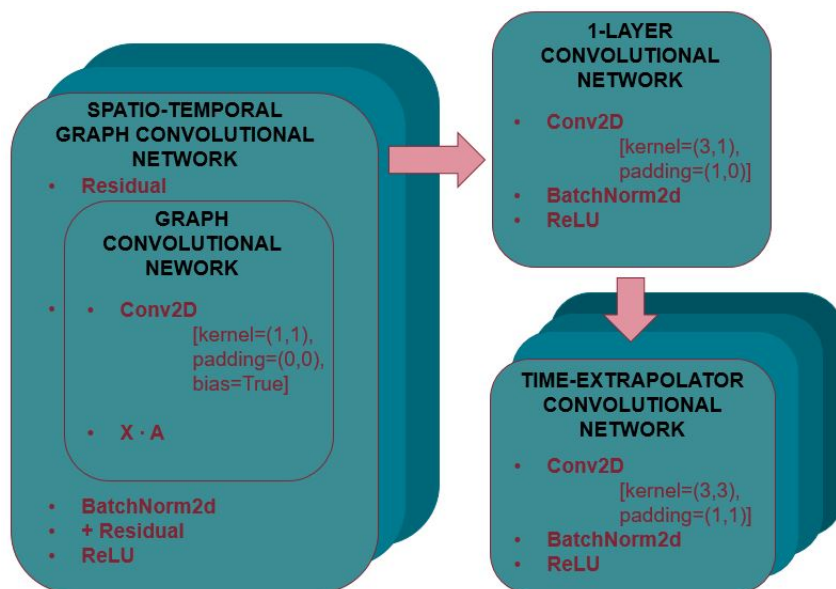 SPATIO-TEMPORAL
GRAPH CONVOLUTIONAL
NETWORK
• Residual
GRAPH
CONVOLUTIONAL
NEWORK
• • Conv2D
[kernel=(1,1),
padding=(0,0),
bias=True]
• X · A
• BatchNorm2d
• + Residual
• ReLU
1-LAYER
CONVOLUTIONAL
NETWORK
• Conv2D
[kernel=(3,1),
padding=(1,0)]
• BatchNorm2d
• ReLU
TIME-EXTRAPOLATOR
CONVOLUTIONAL
NETWORK
• Conv2D
[kernel=(3,3),
padding=(1,1)]
• BatchNorm2d
• ReLU